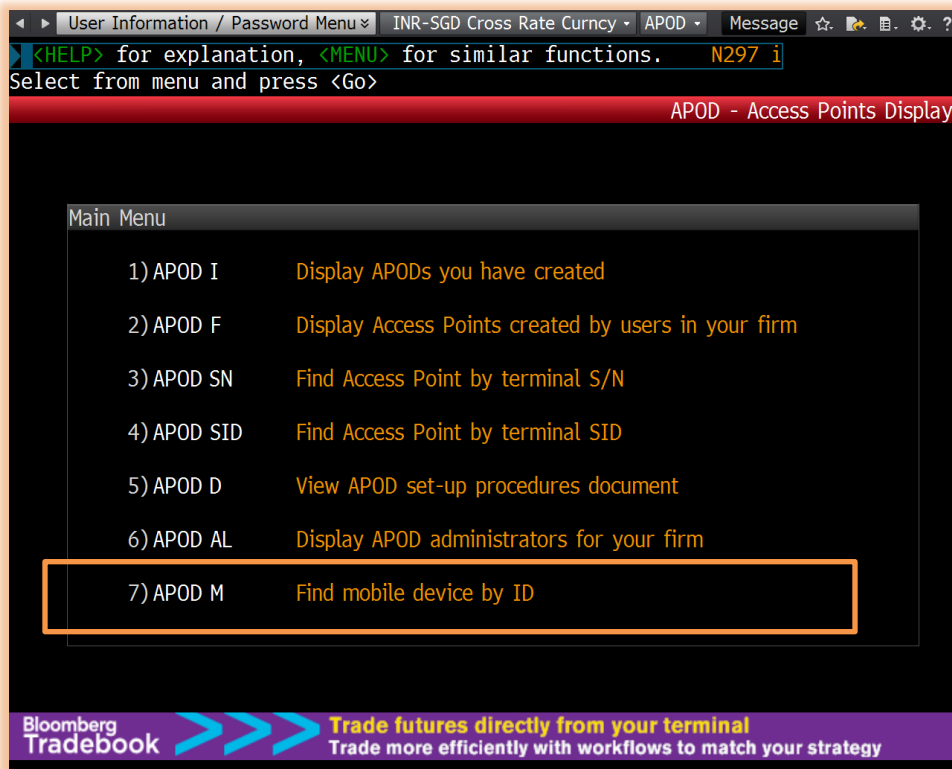 User Information / Password Menu INR-SGD Cross Rate Curncy APOD Message ?
<HELP> for explanation, <MENU> for similar functions. N297 i
Select from menu and press <Go>
APOD - Access Points Display
Main Menu
1) APOD I Display APODs you have created
2) APOD F Display Access Points created by users in your firm
3) APOD SN Find Access Point by terminal S/N
4) APOD SID Find Access Point by terminal SID
5) APOD D View APOD set-up procedures document
6) APOD AL Display APOD administrators for your firm
7) APOD M Find mobile device by ID
Bloomberg
Tradebook
Trade futures directly from your terminal
Trade more efficiently with workflows to match your strategy